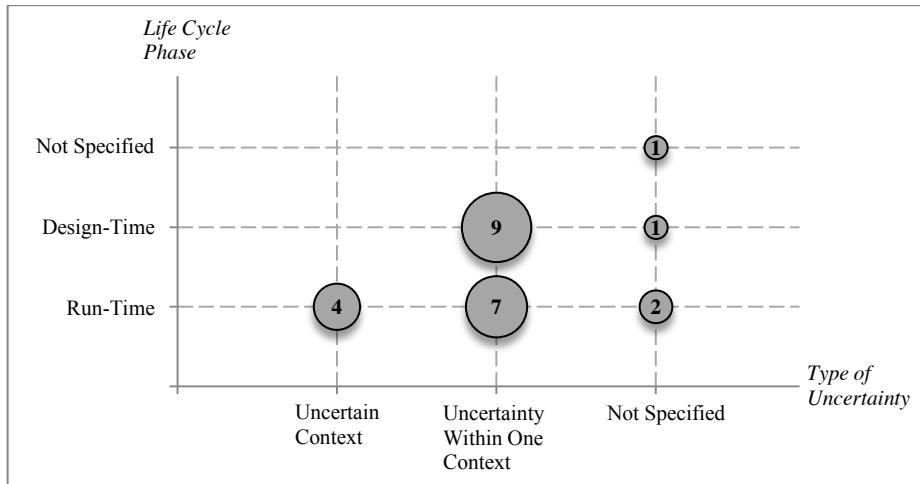 Life Cycle
Phase
Not Specified
1
Design-Time
9
1
Run-Time
4
7
2
Type of
Uncertainty
Uncertain
Context
Uncertainty
Within One
Context
Not Specified